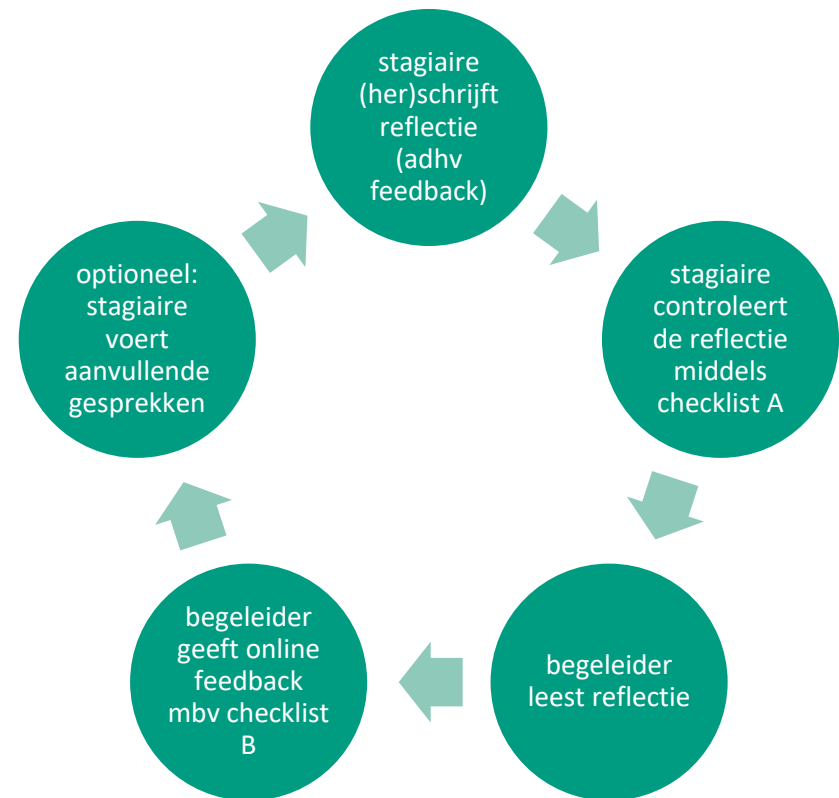 stagiaire
(her)schrijft
reflectie
(adhv
feedback)
stagiaire
controleert
de reflectie
middels
checklist A
begeleider
leest reflectie
begeleider
geeft online
feedback
mbv checklist
B
optioneel:
stagiaire
voert
aanvullende
gesprekken